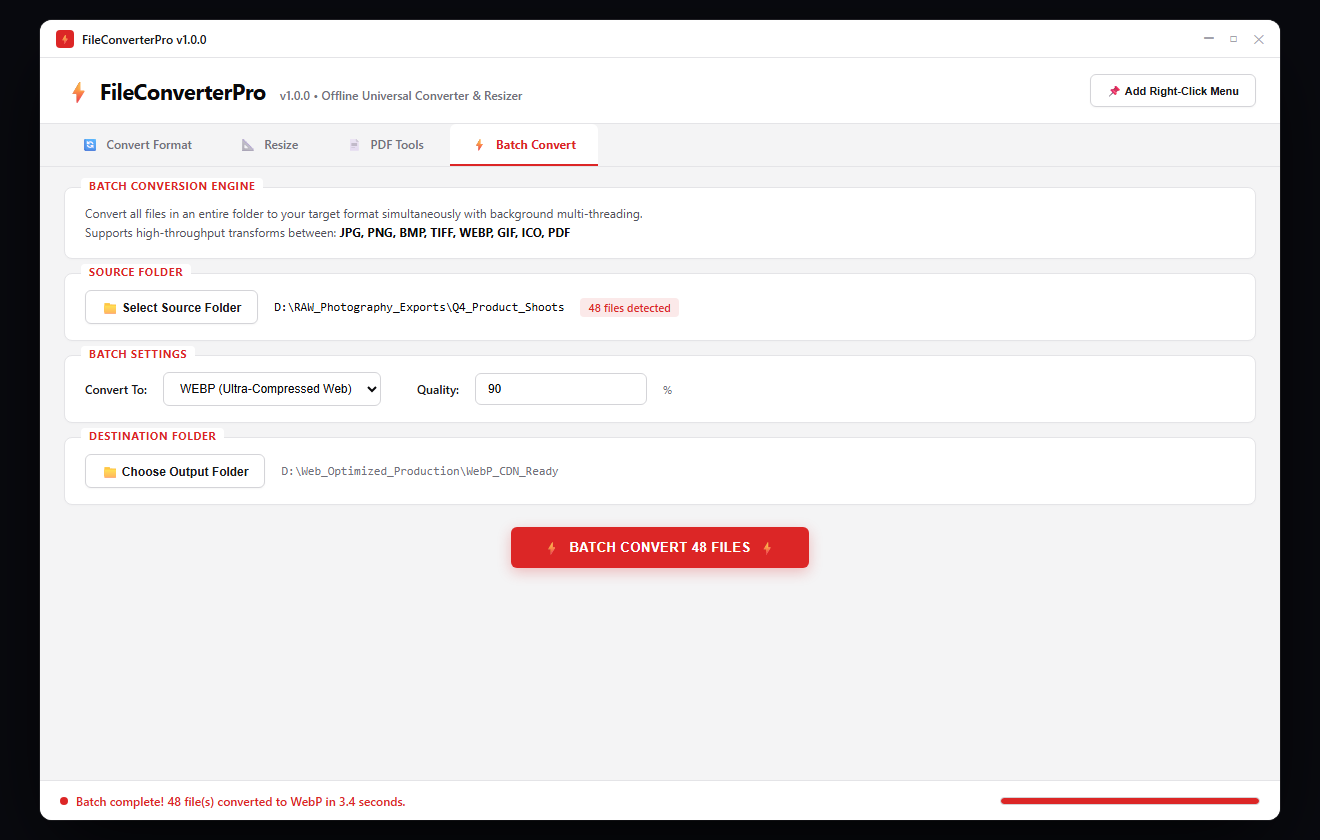 FileConverterPro v1.0.0
FileConverterPro v1.0.0 • Offline Universal Converter & Resizer
Add Right-Click Menu
Convert Format
Resize
PDF Tools
Batch Convert
BATCH CONVERSION ENGINE
Convert all files in an entire folder to your target format simultaneously with background multi-threading.
Supports high-throughput transforms between: JPG, PNG, BMP, TIFF, WEBP, GIF, ICO, PDF
SOURCE FOLDER
Select Source Folder D:\RAW_Photography_Exports\Q4_Product_Shoots 48 files detected
BATCH SETTINGS
Convert To: WEBP (Ultra-Compressed Web) Quality: 90 %
DESTINATION FOLDER
Choose Output Folder D:\Web_Optimized_Production\WebP_CDN_Ready
BATCH CONVERT 48 FILES
Batch complete! 48 file(s) converted to WebP in 3.4 seconds.